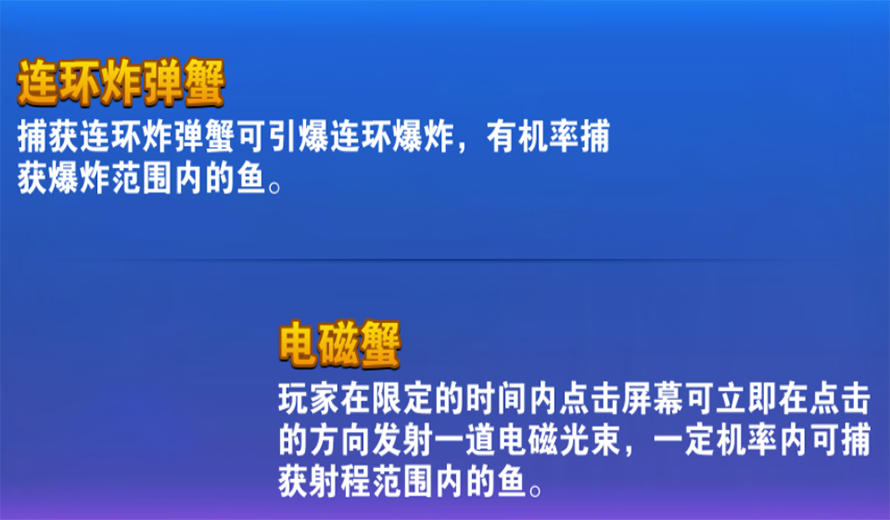 连环炸弹蟹
捕获连环炸弹蟹可引爆连环爆炸，有机率捕
获爆炸范围内的鱼。
电磁蟹
玩家在限定的时间内点击屏幕可立即在点击
的方向发射一道电磁光束，一定机率内可捕
获射程范围内的鱼。